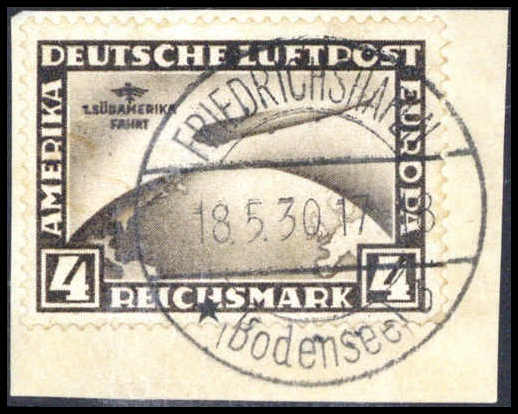 DEUTSCHE LUFTPOST
AMERIKA
EUROPA
1. SÜDAMERIKA
FAHRT
4 REICHSMARK 4
FRIEDRICHSHAFEN
18.5.30.17
(Bodensee) b